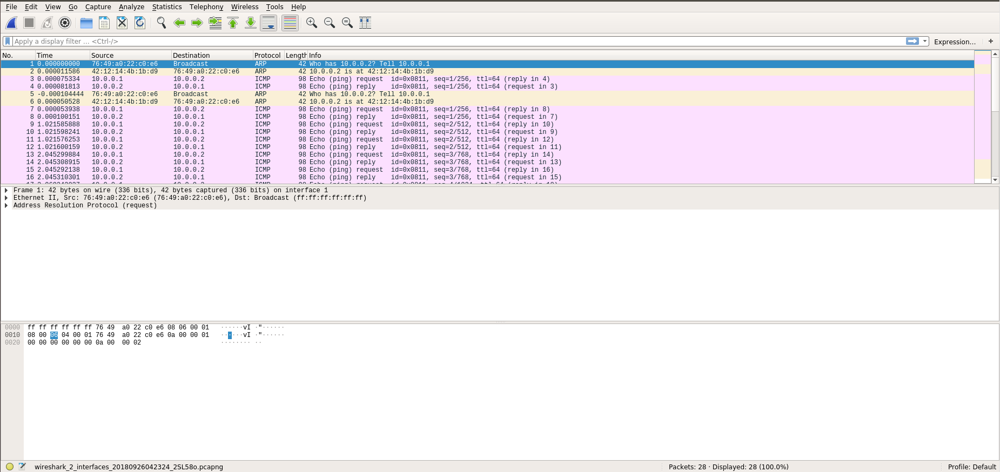 File Edit View Go Capture Analyze Statistics Telephony Wireless Tools Help
Apply a display filter ... <Ctrl-/> Expression... +
No. Time Source Destination Protocol Length Info
1 0.000000000 76:49:a0:22:c0:e6 Broadcast ARP 42 Who has 10.0.0.2? Tell 10.0.0.1
2 0.000011586 42:12:14:4b:1b:d9 76:49:a0:22:c0:e6 ARP 42 10.0.0.2 is at 42:12:14:4b:1b:d9
3 0.000075334 10.0.0.1 10.0.0.2 ICMP 98 Echo (ping) request id=0x0811, seq=1/256, ttl=64 (reply in 4)
4 0.000081813 10.0.0.2 10.0.0.1 ICMP 98 Echo (ping) reply id=0x0811, seq=1/256, ttl=64 (request in 3)
5 -0.000104444 76:49:a0:22:c0:e6 Broadcast ARP 42 Who has 10.0.0.2? Tell 10.0.0.1
6 0.000050528 42:12:14:4b:1b:d9 76:49:a0:22:c0:e6 ARP 42 10.0.0.2 is at 42:12:14:4b:1b:d9
7 0.000053938 10.0.0.1 10.0.0.2 ICMP 98 Echo (ping) request id=0x0811, seq=1/256, ttl=64 (reply in 8)
8 0.000100151 10.0.0.2 10.0.0.1 ICMP 98 Echo (ping) reply id=0x0811, seq=1/256, ttl=64 (request in 7)
9 1.021585888 10.0.0.1 10.0.0.2 ICMP 98 Echo (ping) request id=0x0811, seq=2/512, ttl=64 (reply in 10)
10 1.021598241 10.0.0.2 10.0.0.1 ICMP 98 Echo (ping) reply id=0x0811, seq=2/512, ttl=64 (request in 9)
11 1.021576253 10.0.0.1 10.0.0.2 ICMP 98 Echo (ping) request id=0x0811, seq=2/512, ttl=64 (reply in 12)
12 1.021600159 10.0.0.2 10.0.0.1 ICMP 98 Echo (ping) reply id=0x0811, seq=2/512, ttl=64 (request in 11)
13 2.045299884 10.0.0.1 10.0.0.2 ICMP 98 Echo (ping) request id=0x0811, seq=3/768, ttl=64 (reply in 14)
14 2.045308915 10.0.0.2 10.0.0.1 ICMP 98 Echo (ping) reply id=0x0811, seq=3/768, ttl=64 (request in 13)
15 2.045292138 10.0.0.1 10.0.0.2 ICMP 98 Echo (ping) request id=0x0811, seq=3/768, ttl=64 (reply in 16)
16 2.045310301 10.0.0.2 10.0.0.1 ICMP 98 Echo (ping) reply id=0x0811, seq=3/768, ttl=64 (request in 15)
Frame 1: 42 bytes on wire (336 bits), 42 bytes captured (336 bits) on interface 1
Ethernet II, Src: 76:49:a0:22:c0:e6 (76:49:a0:22:c0:e6), Dst: Broadcast (ff:ff:ff:ff:ff:ff)
Address Resolution Protocol (request)
0000 ff ff ff ff ff ff 76 49 a0 22 c0 e6 08 06 00 01 ······vI ·"······
0010 08 00 06 04 00 01 76 49 a0 22 c0 e6 0a 00 00 01 ······vI ·"······
0020 00 00 00 00 00 00 0a 00 00 02 ········ ··
wireshark_2_interfaces_20180926042324_2SL58o.pcapng Packets: 28 · Displayed: 28 (100.0%) Profile: Default